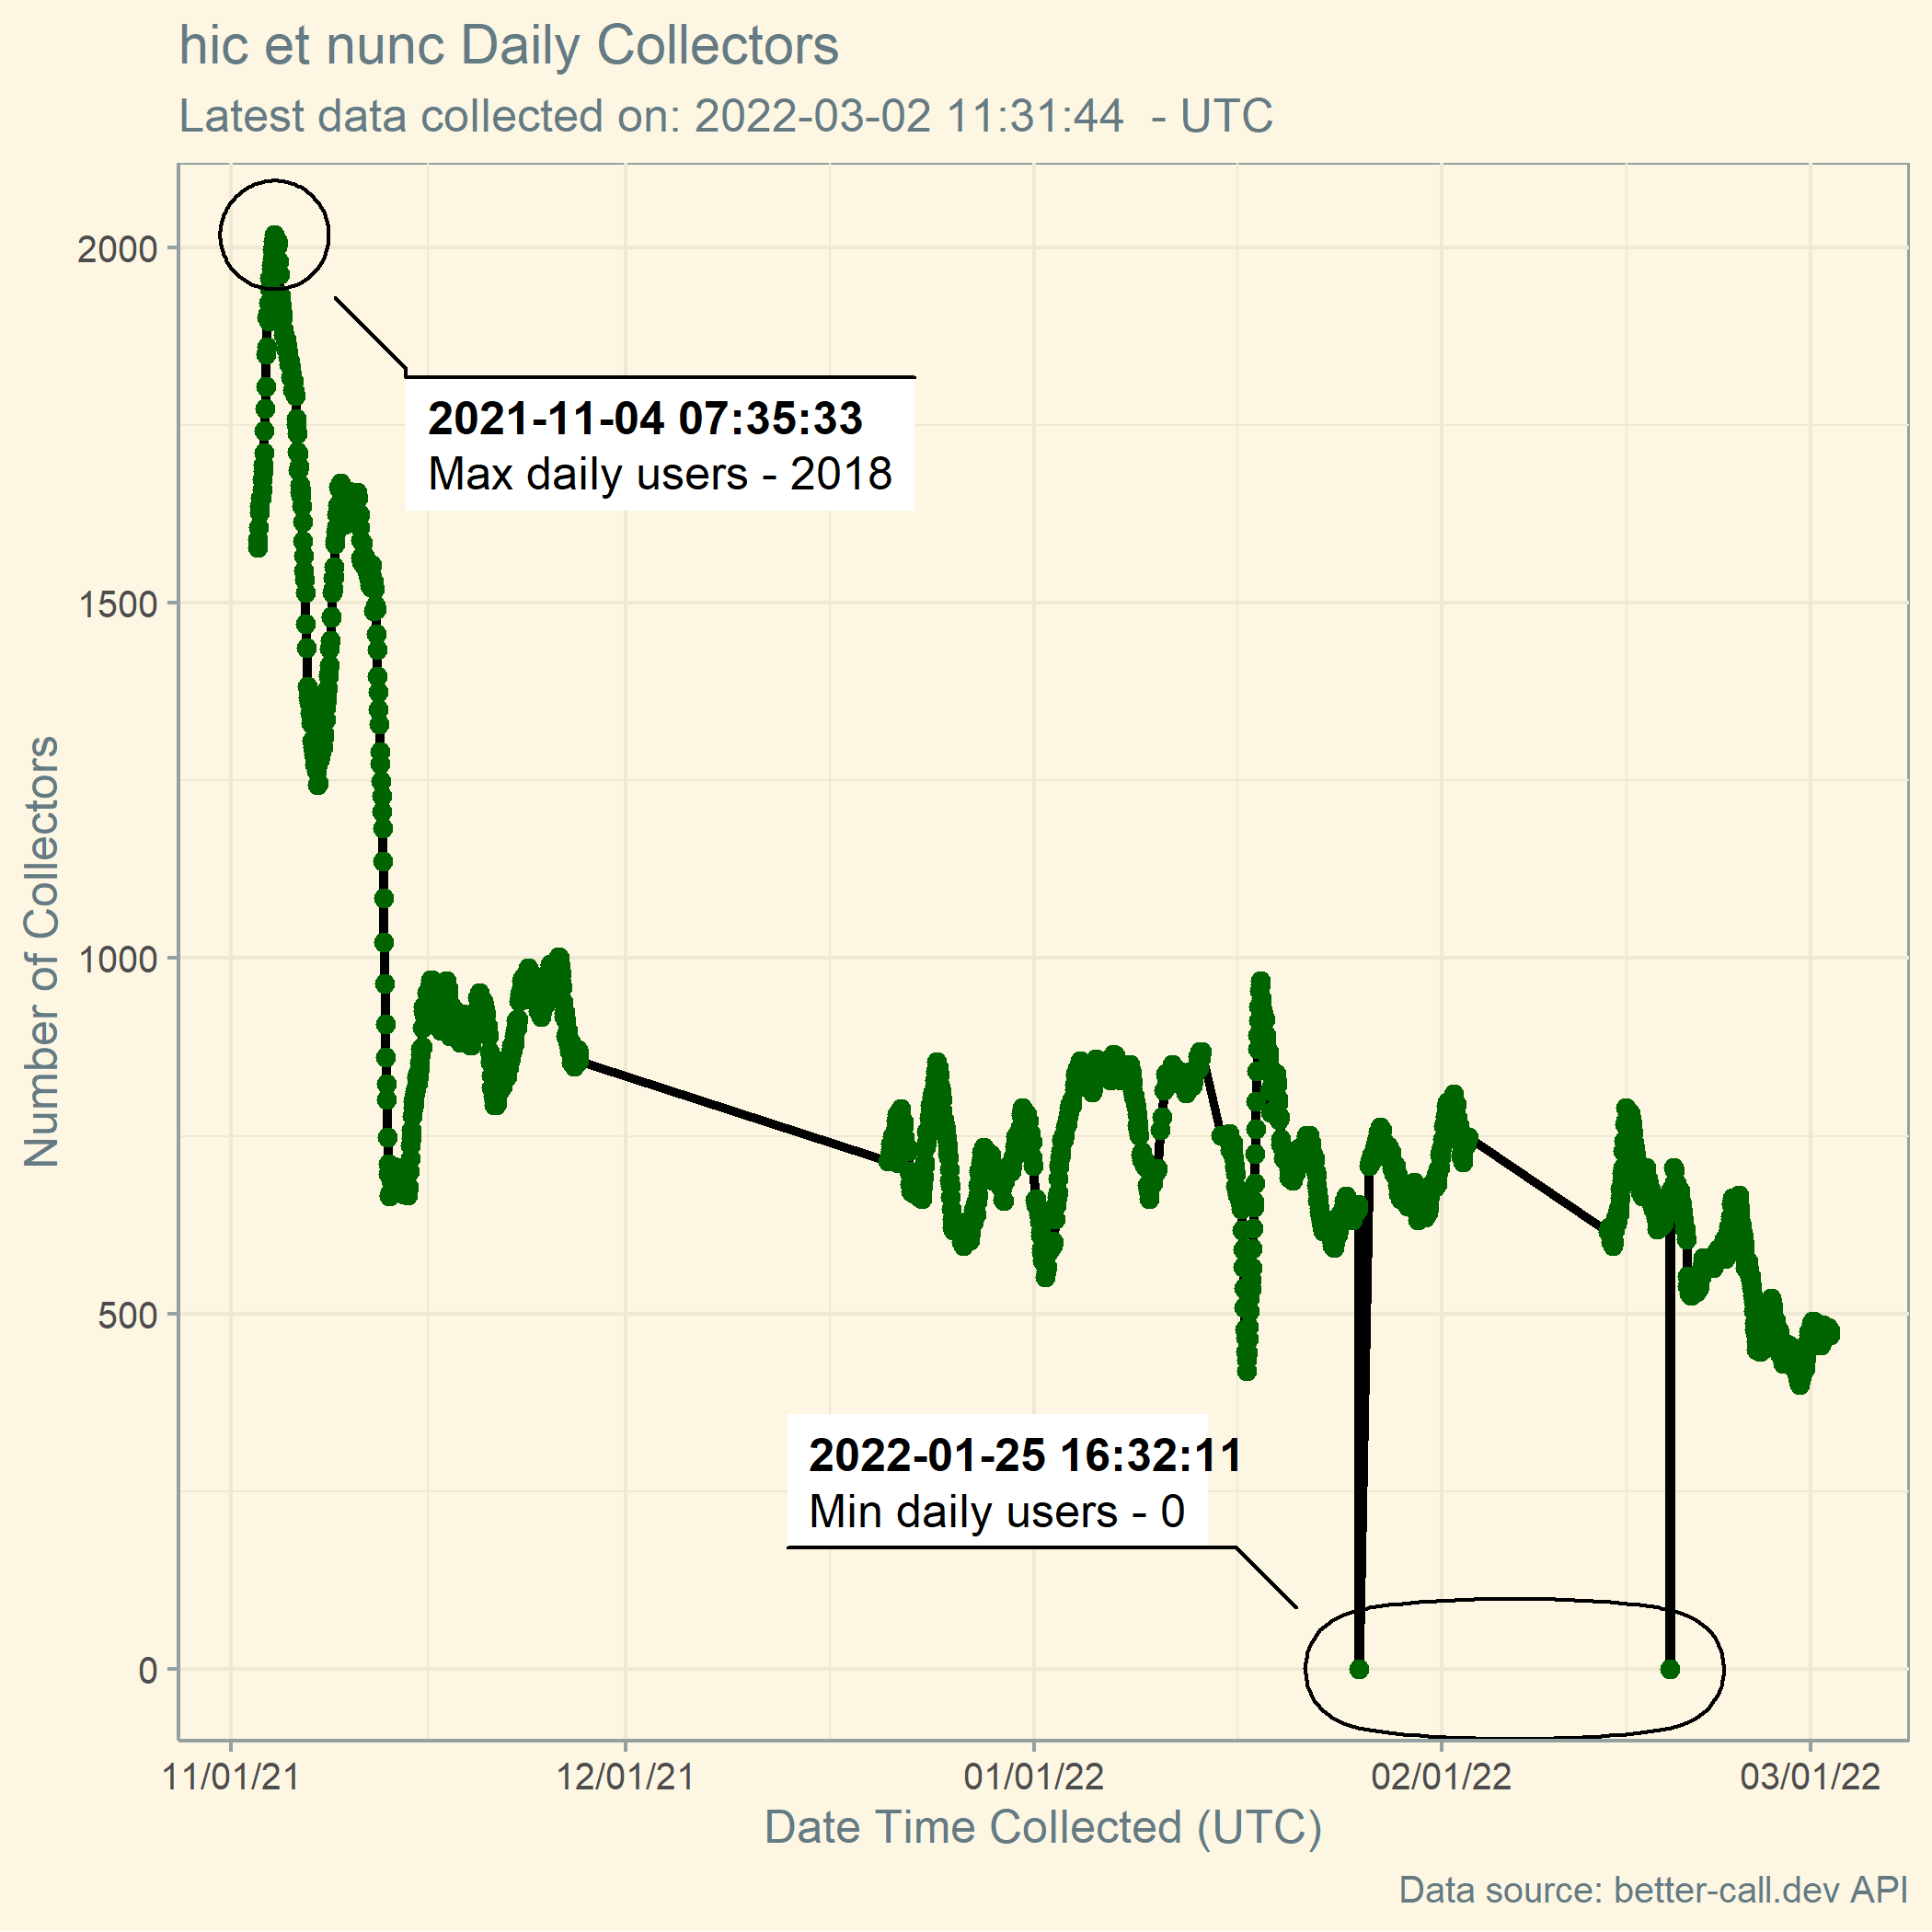 hic et nunc Daily Collectors
Latest data collected on: 2022-03-02 11:31:44  - UTC
Number of Collectors
2000
1500
1000
500
0
2021-11-04 07:35:33
Max daily users - 2018
2022-01-25 16:32:11
Min daily users - 0
11/01/21 12/01/21 01/01/22 02/01/22 03/01/22
Date Time Collected (UTC)
Data source: better-call.dev API